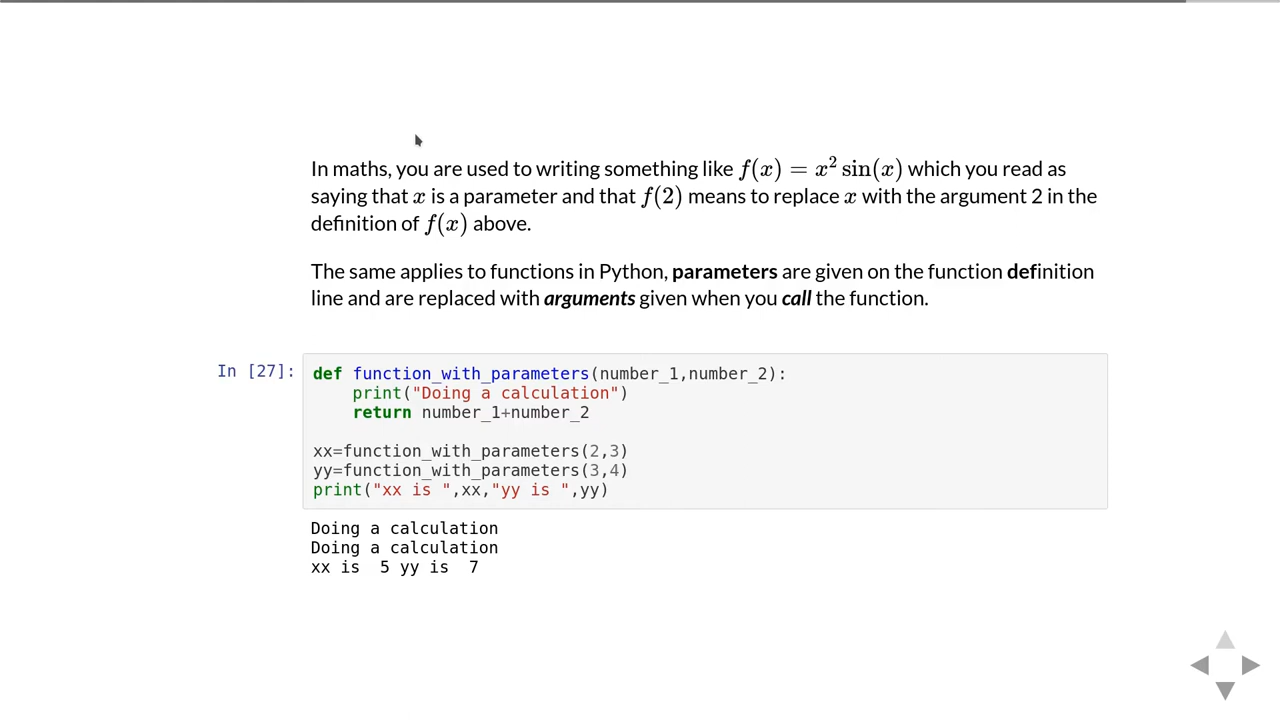 In maths, you are used to writing something like f(x) = x² sin(x) which you read as
saying that x is a parameter and that f(2) means to replace x with the argument 2 in the
definition of f(x) above.
The same applies to functions in Python, parameters are given on the function definition
line and are replaced with arguments given when you call the function.
In [27]:
def function_with_parameters(number_1,number_2):
    print("Doing a calculation")
    return number_1+number_2
xx=function_with_parameters(2,3)
yy=function_with_parameters(3,4)
print("xx is ",xx,"yy is ",yy)
Doing a calculation
Doing a calculation
xx is  5 yy is  7